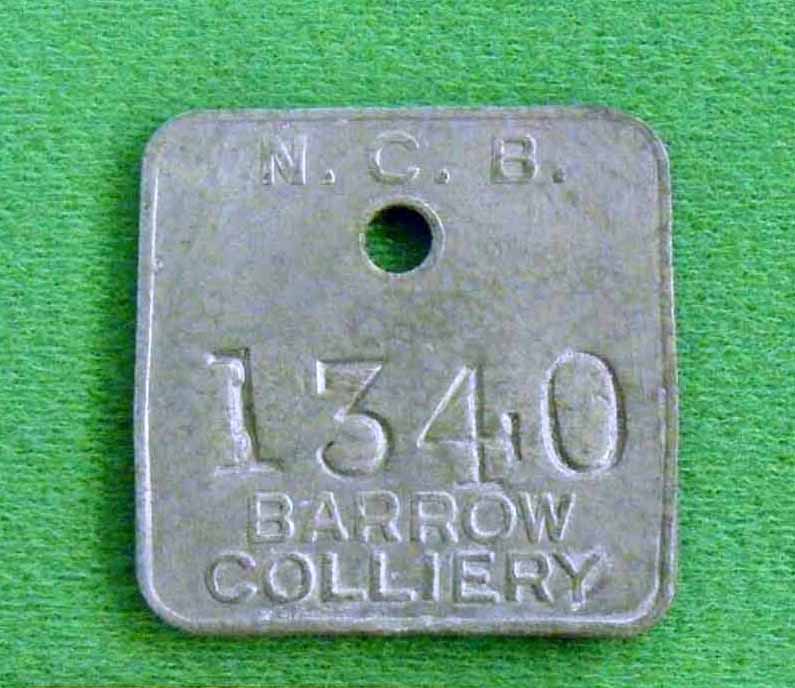 N. C. B.
1340
BARROW
COLLIERY